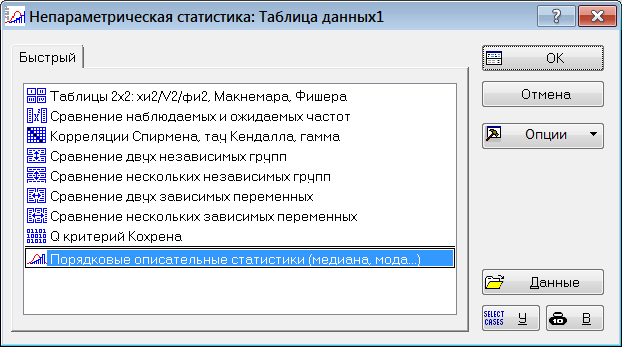 Непараметрическая статистика: Таблица данных1
Быстрый
Таблицы 2x2: хи2/V2/фи2, Макнемара, Фишера
Сравнение наблюдаемых и ожидаемых частот
Корреляции Спирмена, тау Кендалла, гамма
Сравнение двух независимых групп
Сравнение нескольких независимых групп
Сравнение двух зависимых переменных
Сравнение нескольких зависимых переменных
Q критерий Кохрена
Порядковые описательные статистики (медиана, мода...)
OK
Отмена
Опции
Данные
SELECT CASES У
В